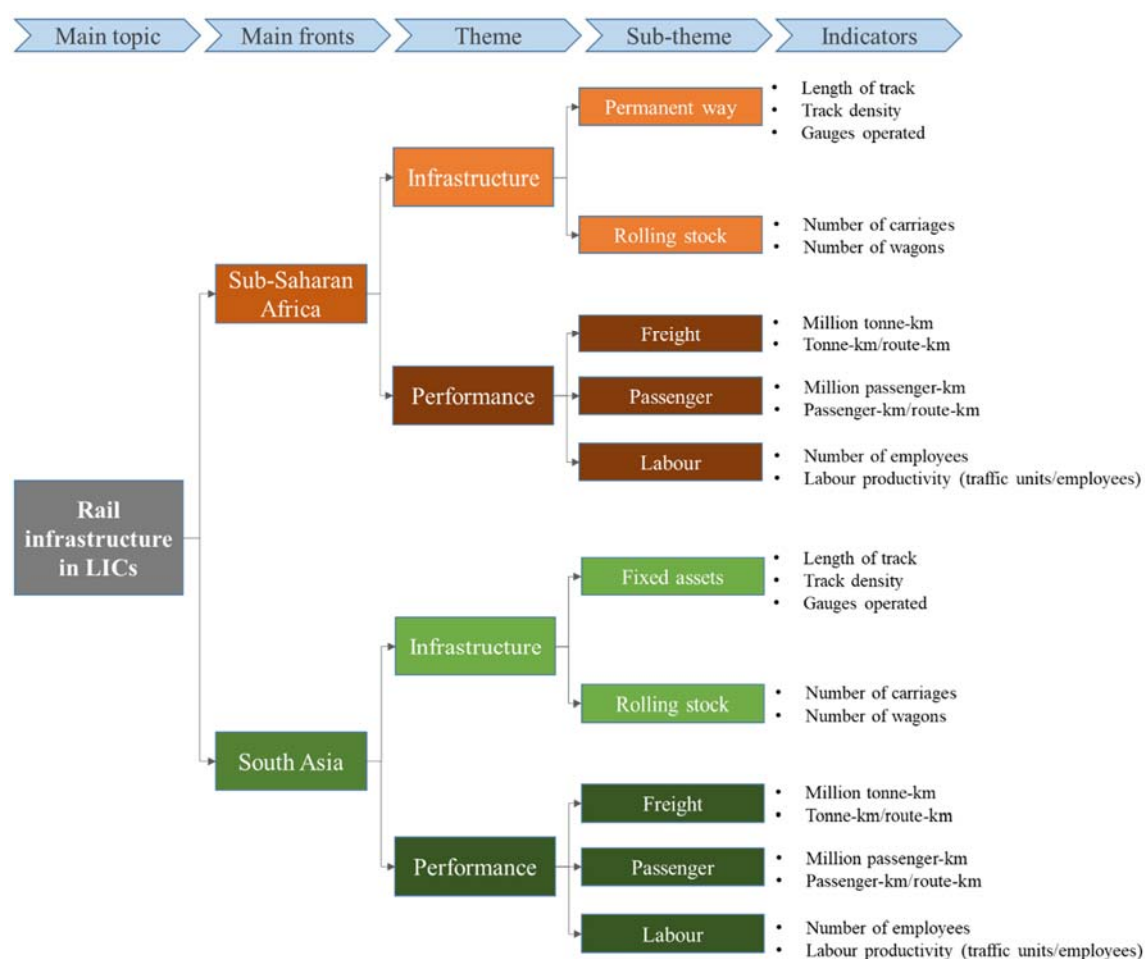 Main topic
Main fronts
Theme
Sub-theme
Indicators
Rail
infrastructure
in LICs
Sub-Saharan
Africa
Infrastructure
Permanent way
• Length of track
• Track density
• Gauges operated
Rolling stock
• Number of carriages
• Number of wagons
Performance
Freight
• Million tonne-km
• Tonne-km/route-km
Passenger
• Million passenger-km
• Passenger-km/route-km
Labour
• Number of employees
• Labour productivity (traffic units/employees)
South Asia
Infrastructure
Fixed assets
• Length of track
• Track density
• Gauges operated
Rolling stock
• Number of carriages
• Number of wagons
Performance
Freight
• Million tonne-km
• Tonne-km/route-km
Passenger
• Million passenger-km
• Passenger-km/route-km
Labour
• Number of employees
• Labour productivity (traffic units/employees)